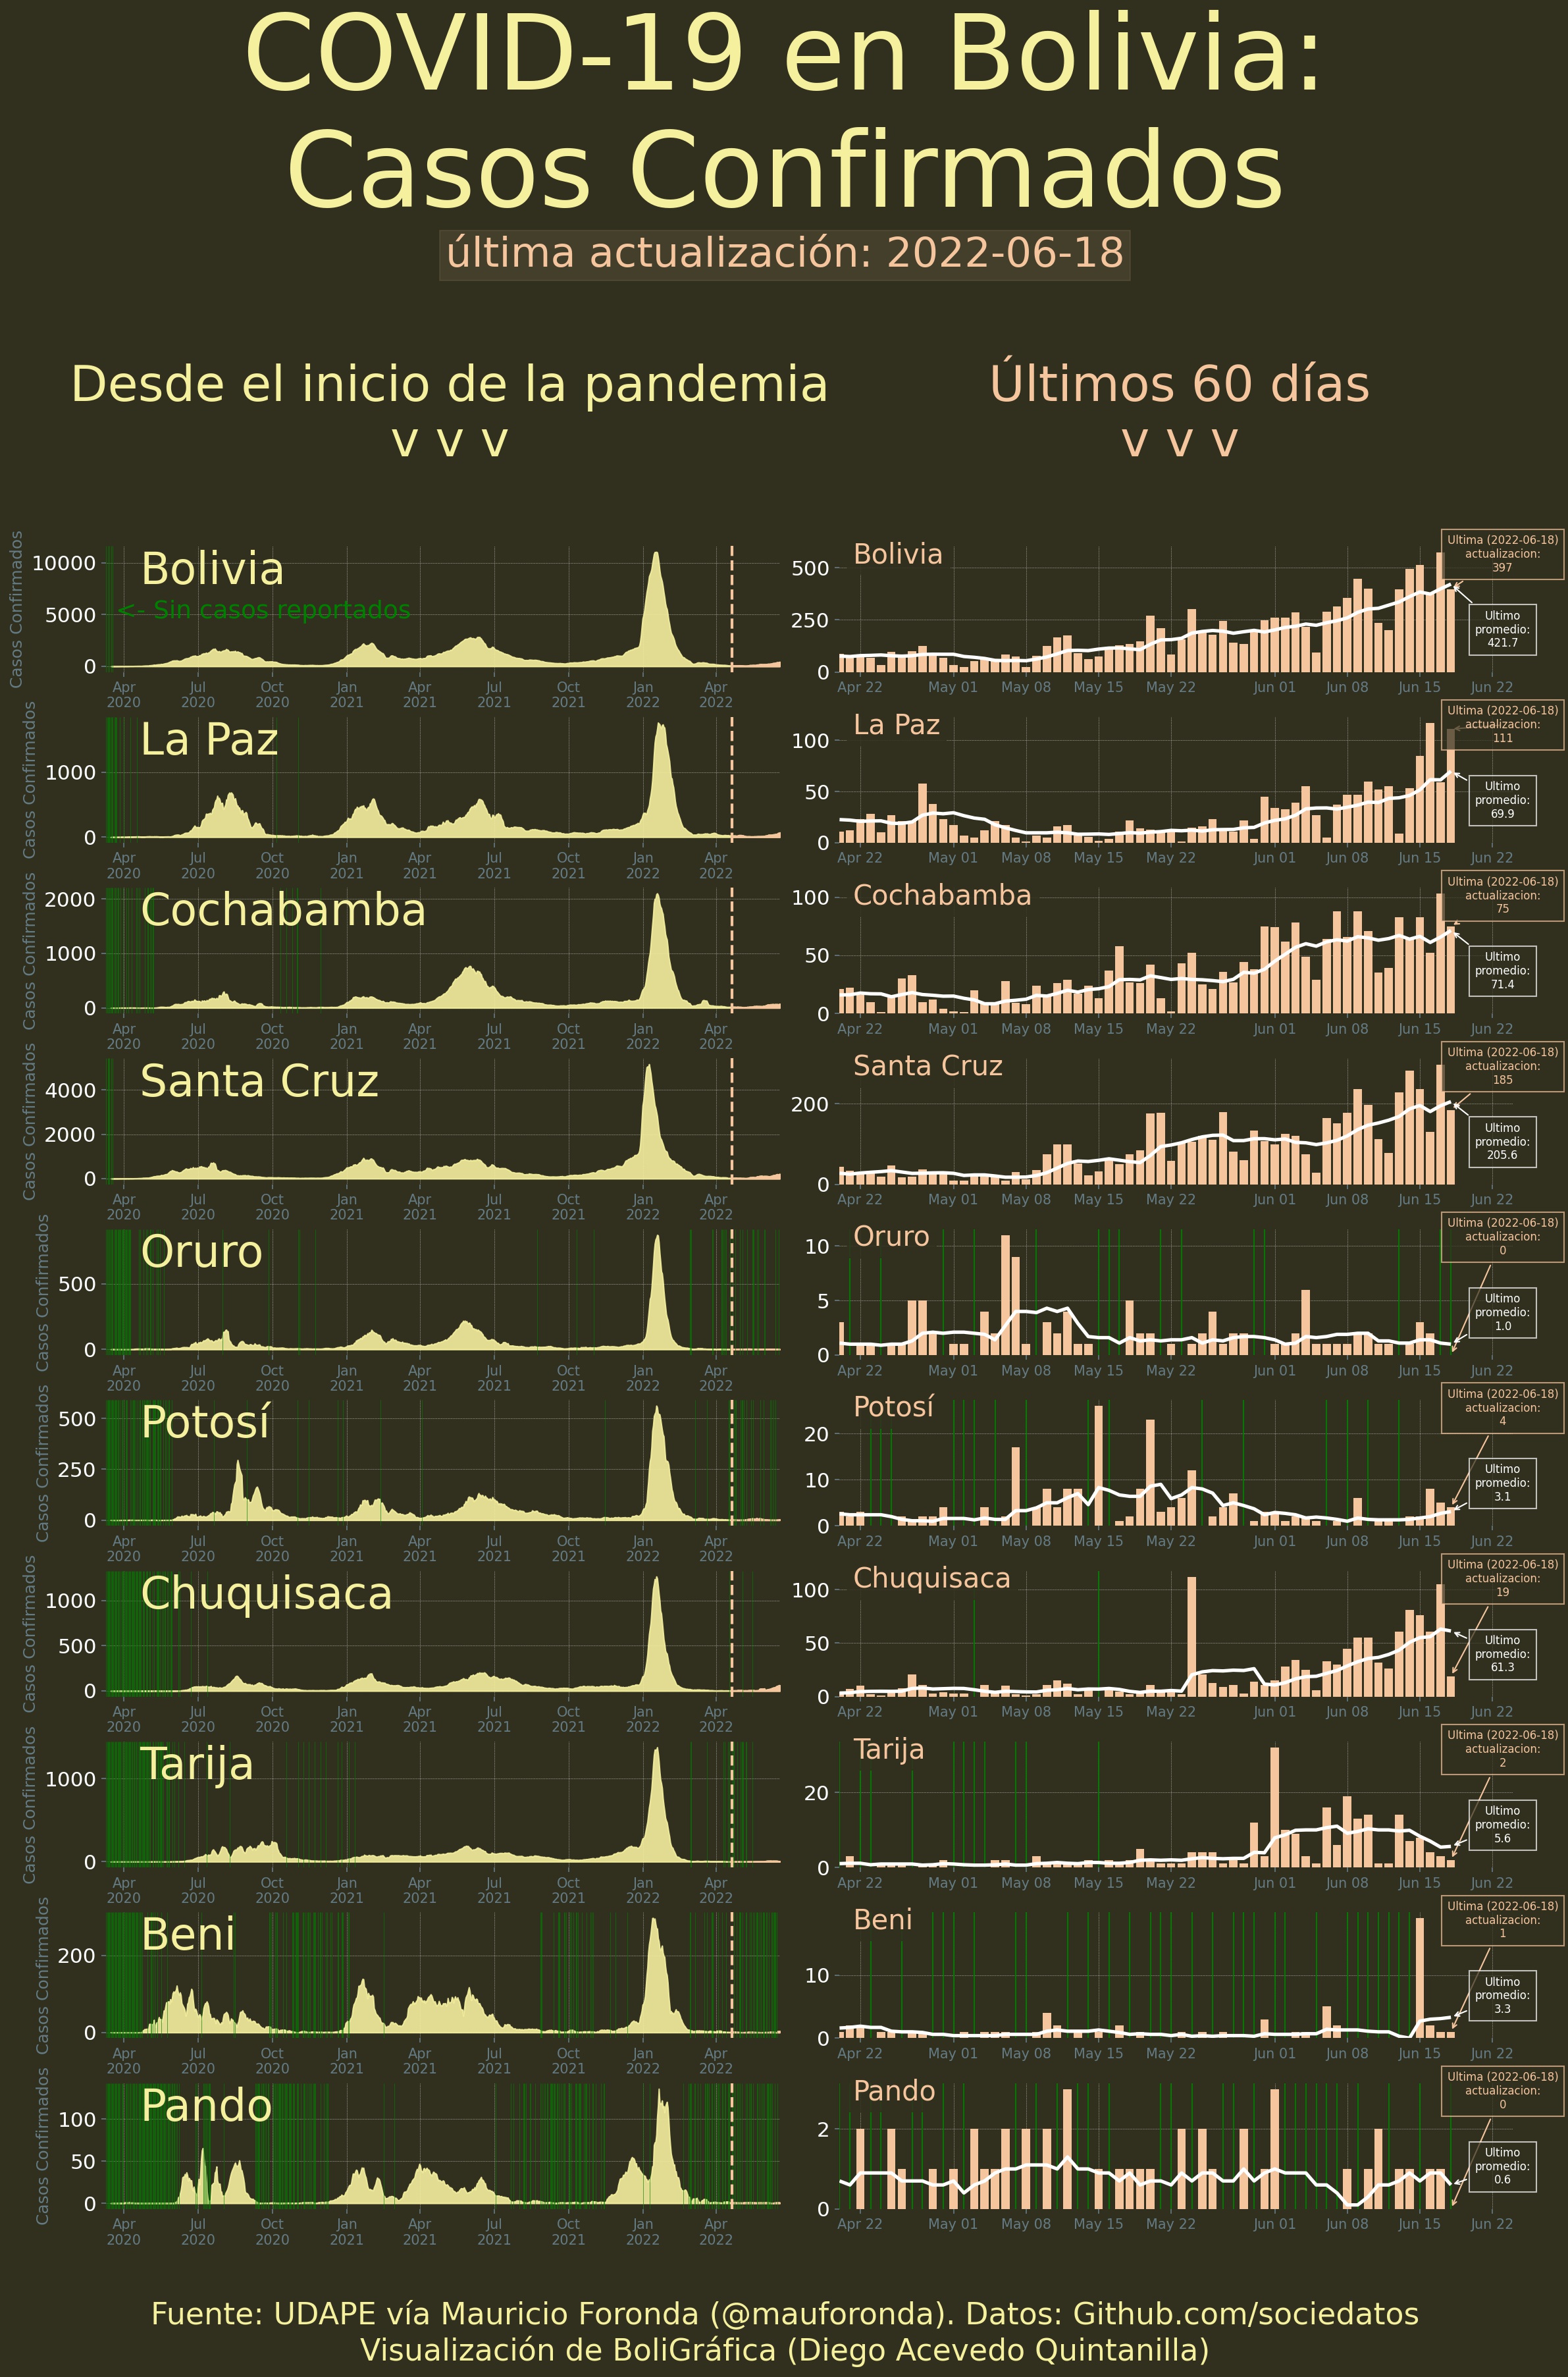 COVID-19 en Bolivia:
Casos Confirmados
última actualización: 2022-06-18
Desde el inicio de la pandemia
v v v
Últimos 60 días
v v v
Casos Confirmados
10000
5000
0
Bolivia
<- Sin casos reportados
Apr Jul Oct Jan Apr Jul Oct Jan Apr
2020 2020 2020 2021 2021 2021 2021 2022 2022
Bolivia
500
250
0
Apr 22 May 01 May 08 May 15 May 22 Jun 01 Jun 08 Jun 15 Jun 22
Ultima (2022-06-18)
actualizacion:
397
Ultimo
promedio:
421.7
Casos Confirmados
1000
0
La Paz
Apr Jul Oct Jan Apr Jul Oct Jan Apr
2020 2020 2020 2021 2021 2021 2021 2022 2022
La Paz
100
50
0
Apr 22 May 01 May 08 May 15 May 22 Jun 01 Jun 08 Jun 15 Jun 22
Ultima (2022-06-18)
actualizacion:
111
Ultimo
promedio:
69.9
Casos Confirmados
2000
1000
0
Cochabamba
Apr Jul Oct Jan Apr Jul Oct Jan Apr
2020 2020 2020 2021 2021 2021 2021 2022 2022
Cochabamba
100
50
0
Apr 22 May 01 May 08 May 15 May 22 Jun 01 Jun 08 Jun 15 Jun 22
Ultima (2022-06-18)
actualizacion:
75
Ultimo
promedio:
71.4
Casos Confirmados
4000
2000
0
Santa Cruz
Apr Jul Oct Jan Apr Jul Oct Jan Apr
2020 2020 2020 2021 2021 2021 2021 2022 2022
Santa Cruz
200
0
Apr 22 May 01 May 08 May 15 May 22 Jun 01 Jun 08 Jun 15 Jun 22
Ultima (2022-06-18)
actualizacion:
185
Ultimo
promedio:
205.6
Casos Confirmados
500
0
Oruro
Apr Jul Oct Jan Apr Jul Oct Jan Apr
2020 2020 2020 2021 2021 2021 2021 2022 2022
Oruro
10
5
0
Apr 22 May 01 May 08 May 15 May 22 Jun 01 Jun 08 Jun 15 Jun 22
Ultima (2022-06-18)
actualizacion:
0
Ultimo
promedio:
1.0
Casos Confirmados
500
250
0
Potosí
Apr Jul Oct Jan Apr Jul Oct Jan Apr
2020 2020 2020 2021 2021 2021 2021 2022 2022
Potosí
20
10
0
Apr 22 May 01 May 08 May 15 May 22 Jun 01 Jun 08 Jun 15 Jun 22
Ultima (2022-06-18)
actualizacion:
4
Ultimo
promedio:
3.1
Casos Confirmados
1000
500
0
Chuquisaca
Apr Jul Oct Jan Apr Jul Oct Jan Apr
2020 2020 2020 2021 2021 2021 2021 2022 2022
Chuquisaca
100
50
0
Apr 22 May 01 May 08 May 15 May 22 Jun 01 Jun 08 Jun 15 Jun 22
Ultima (2022-06-18)
actualizacion:
19
Ultimo
promedio:
61.3
Casos Confirmados
1000
0
Tarija
Apr Jul Oct Jan Apr Jul Oct Jan Apr
2020 2020 2020 2021 2021 2021 2021 2022 2022
Tarija
20
0
Apr 22 May 01 May 08 May 15 May 22 Jun 01 Jun 08 Jun 15 Jun 22
Ultima (2022-06-18)
actualizacion:
2
Ultimo
promedio:
5.6
Casos Confirmados
200
0
Beni
Apr Jul Oct Jan Apr Jul Oct Jan Apr
2020 2020 2020 2021 2021 2021 2021 2022 2022
Beni
10
0
Apr 22 May 01 May 08 May 15 May 22 Jun 01 Jun 08 Jun 15 Jun 22
Ultima (2022-06-18)
actualizacion:
1
Ultimo
promedio:
3.3
Casos Confirmados
100
50
0
Pando
Apr Jul Oct Jan Apr Jul Oct Jan Apr
2020 2020 2020 2021 2021 2021 2021 2022 2022
Pando
2
0
Apr 22 May 01 May 08 May 15 May 22 Jun 01 Jun 08 Jun 15 Jun 22
Ultima (2022-06-18)
actualizacion:
0
Ultimo
promedio:
0.6
Fuente: UDAPE vía Mauricio Foronda (@mauforonda). Datos: Github.com/sociedatos
Visualización de BoliGráfica (Diego Acevedo Quintanilla)